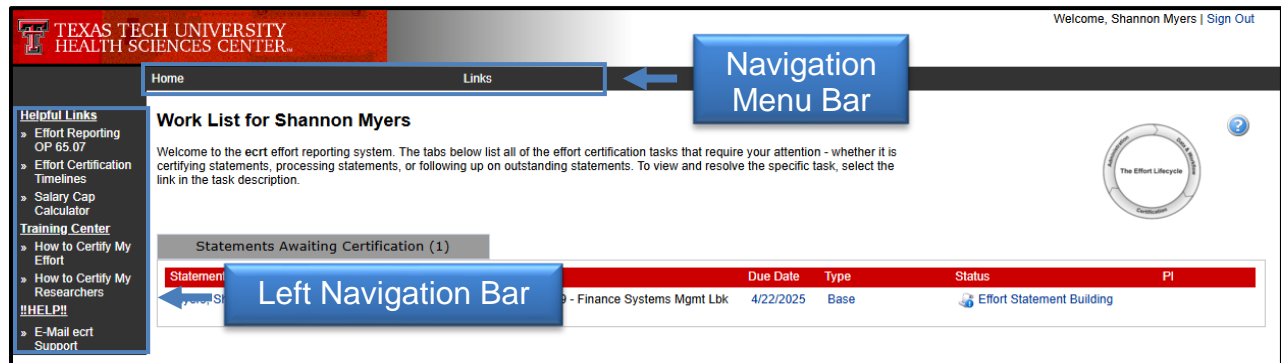 TEXAS TECH UNIVERSITY
HEALTH SCIENCES CENTER™
Welcome, Shannon Myers | Sign Out
Home Links
Navigation
Menu Bar
Helpful Links
» Effort Reporting
OP 65.07
» Effort Certification
Timelines
» Salary Cap
Calculator
Training Center
» How to Certify My
Effort
» How to Certify My
Researchers
!!HELP!!
» E-Mail ecrt
Support
Work List for Shannon Myers
Welcome to the ecrt effort reporting system. The tabs below list all of the effort certification tasks that require your attention - whether it is
certifying statements, processing statements, or following up on outstanding statements. To view and resolve the specific task, select the
link in the task description.
The Effort Lifecycle
Data & Workflow
Certification
Administration
Statements Awaiting Certification (1)
Due Date Type Status PI
- Finance Systems Mgmt Lbk 4/22/2025 Base Effort Statement Building
Left Navigation Bar